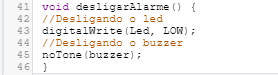 41 void desligarAlarme() {
42 //Desligando o led
43 digitalWrite(Led, LOW);
44 //Desligando o buzzer
45 noTone(buzzer);
46 }